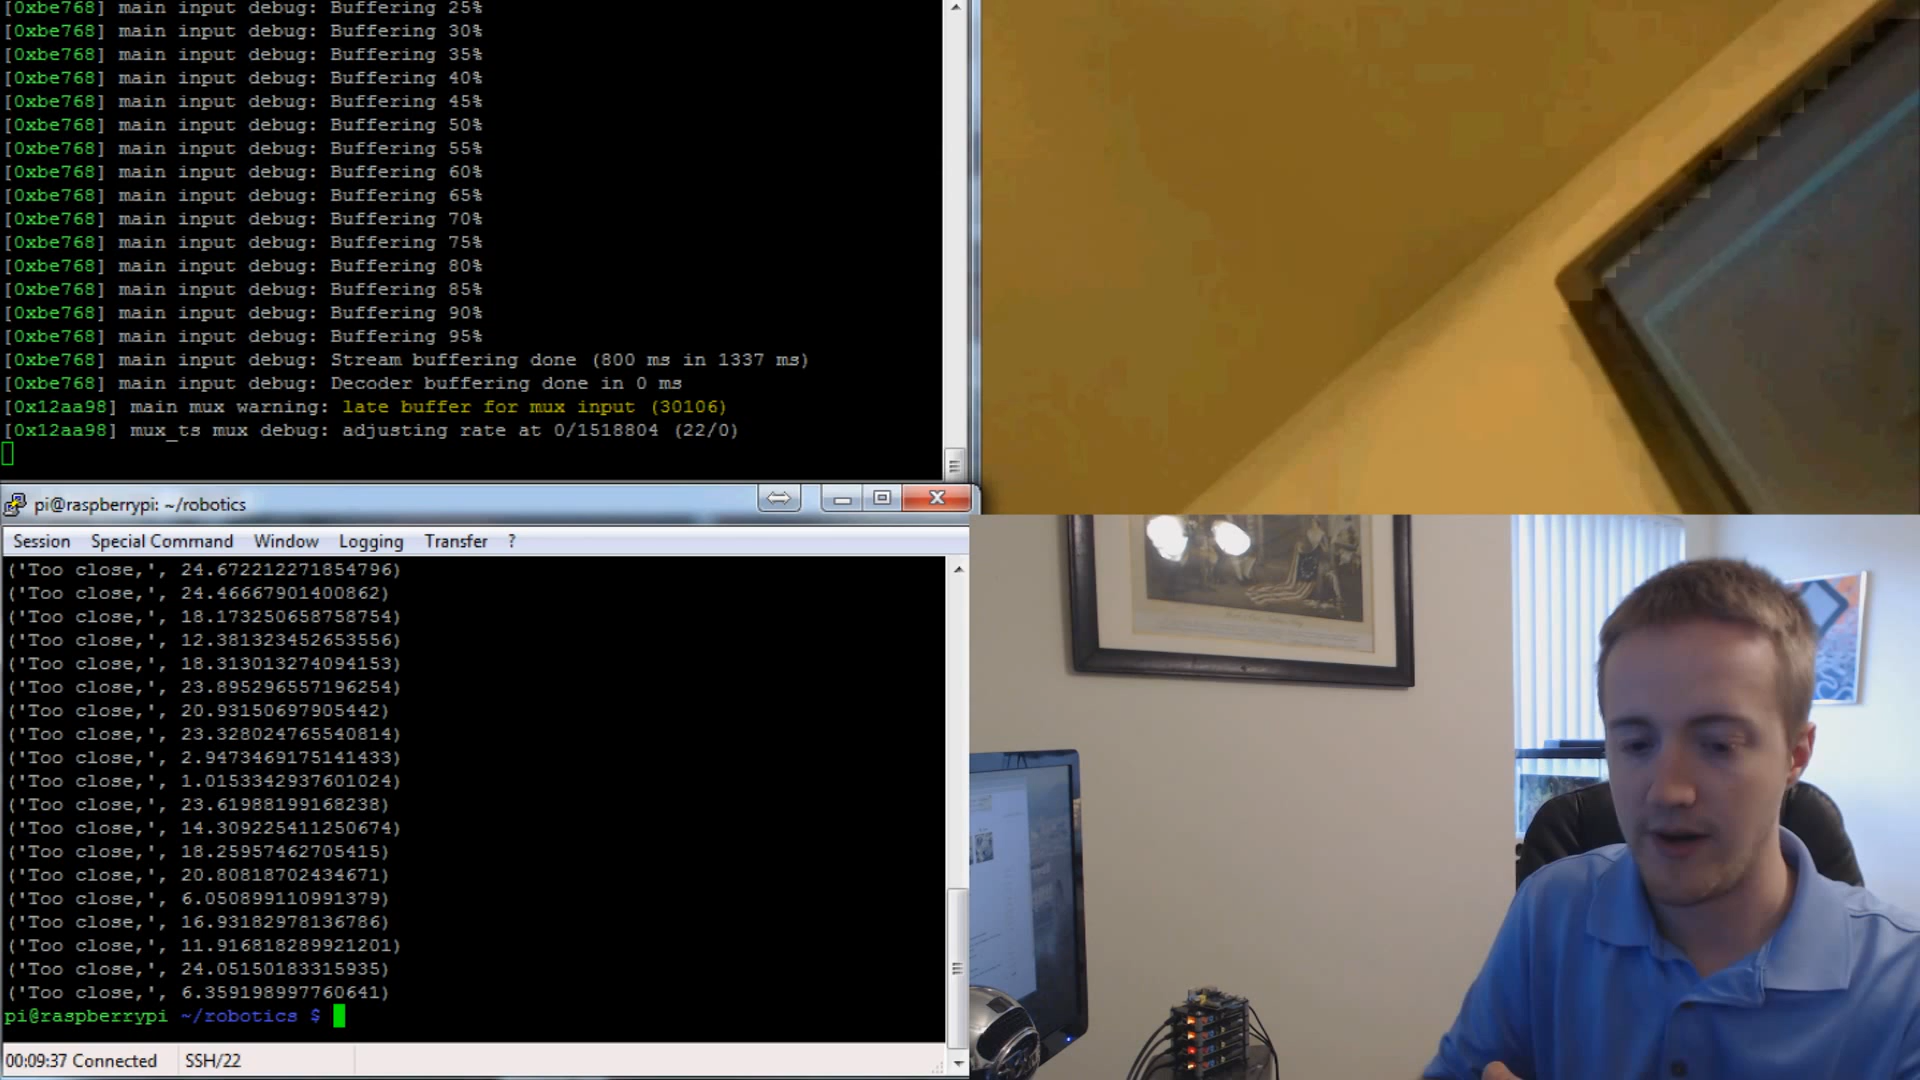 [0xbe768] main input debug: Buffering 25%
[0xbe768] main input debug: Buffering 30%
[0xbe768] main input debug: Buffering 35%
[0xbe768] main input debug: Buffering 40%
[0xbe768] main input debug: Buffering 45%
[0xbe768] main input debug: Buffering 50%
[0xbe768] main input debug: Buffering 55%
[0xbe768] main input debug: Buffering 60%
[0xbe768] main input debug: Buffering 65%
[0xbe768] main input debug: Buffering 70%
[0xbe768] main input debug: Buffering 75%
[0xbe768] main input debug: Buffering 80%
[0xbe768] main input debug: Buffering 85%
[0xbe768] main input debug: Buffering 90%
[0xbe768] main input debug: Buffering 95%
[0xbe768] main input debug: Stream buffering done (800 ms in 1337 ms)
[0xbe768] main input debug: Decoder buffering done in 0 ms
[0x12aa98] main mux warning: late buffer for mux input (30106)
[0x12aa98] mux_ts mux debug: adjusting rate at 0/1518804 (22/0)
pi@raspberrypi: ~/robotics
Session Special Command Window Logging Transfer ?
('Too close,', 24.672212271854796)
('Too close,', 24.46667901400862)
('Too close,', 18.173250658758754)
('Too close,', 12.381323452653556)
('Too close,', 18.313013274094153)
('Too close,', 23.895296557196254)
('Too close,', 20.93150697905442)
('Too close,', 23.328024765540814)
('Too close,', 2.9473469175141433)
('Too close,', 1.0153342937601024)
('Too close,', 23.61988199168238)
('Too close,', 14.309225411250674)
('Too close,', 18.25957462705415)
('Too close,', 20.80818702434671)
('Too close,', 6.050899110991379)
('Too close,', 16.93182978136786)
('Too close,', 11.916818289921201)
('Too close,', 24.05150183315935)
('Too close,', 6.359198997760641)
pi@raspberrypi ~/robotics $
00:09:37 Connected SSH/22